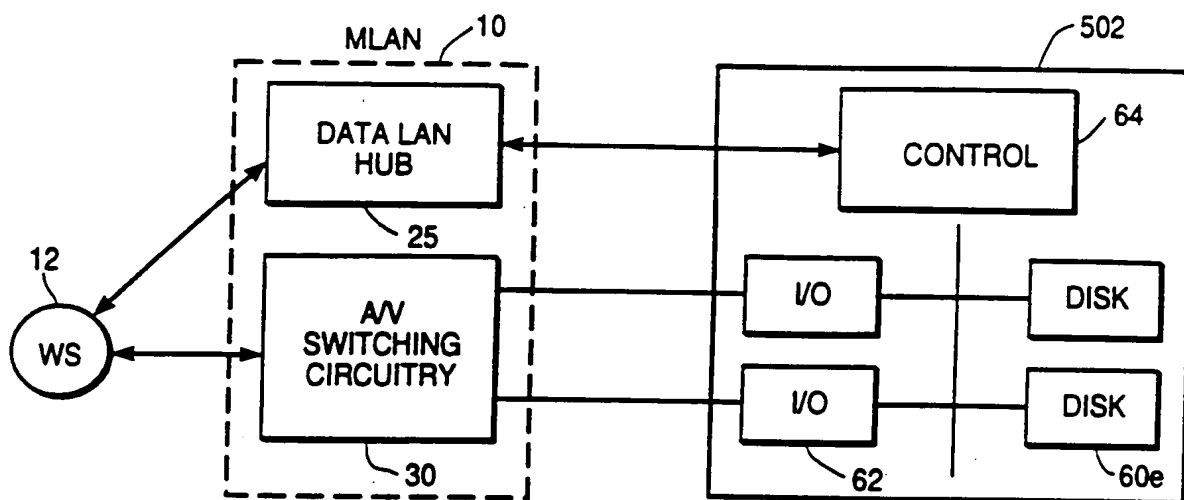 MLAN
10
502
DATA LAN
HUB
25
CONTROL
64
12
WS
A/V
SWITCHING
CIRCUITRY
30
I/O
DISK
I/O
62
DISK
60e